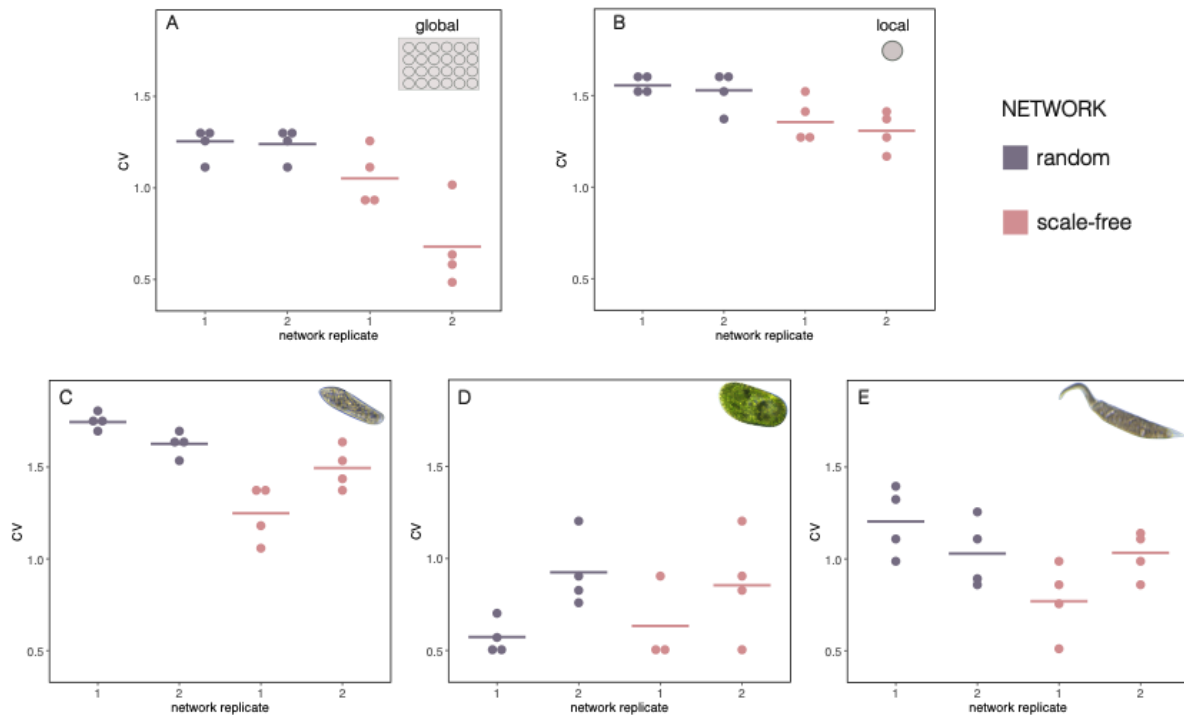 A
global
CV
1.5
1.0
0.5
1 2 1 2
network replicate
B
local
CV
1.5
1.0
0.5
1 2 1 2
network replicate
NETWORK
random
scale-free
C
CV
1.5
1.0
0.5
1 2 1 2
network replicate
D
CV
1.5
1.0
0.5
1 2 1 2
network replicate
E
CV
1.5
1.0
0.5
1 2 1 2
network replicate